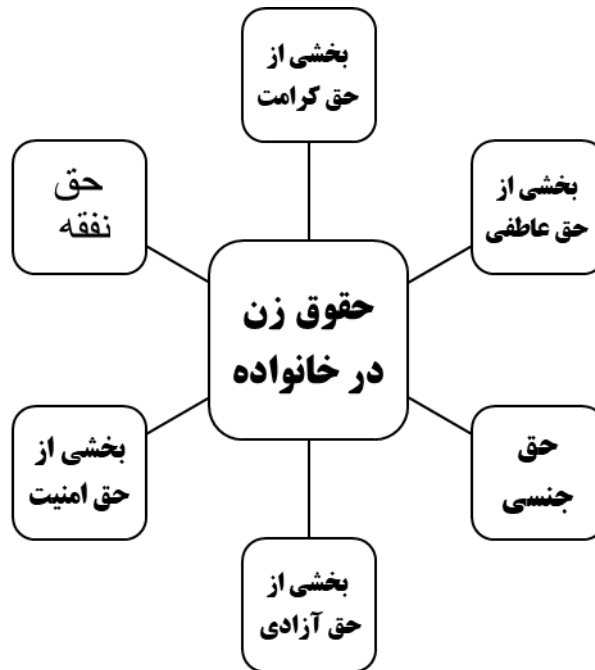 بخشی از
حق کرامت
بخشی از
حق عاطفی
حق
جنسی
بخشی از
حق آزادی
بخشی از
حق امنیت
حق
نفقه
حقوق زن
در خانواده